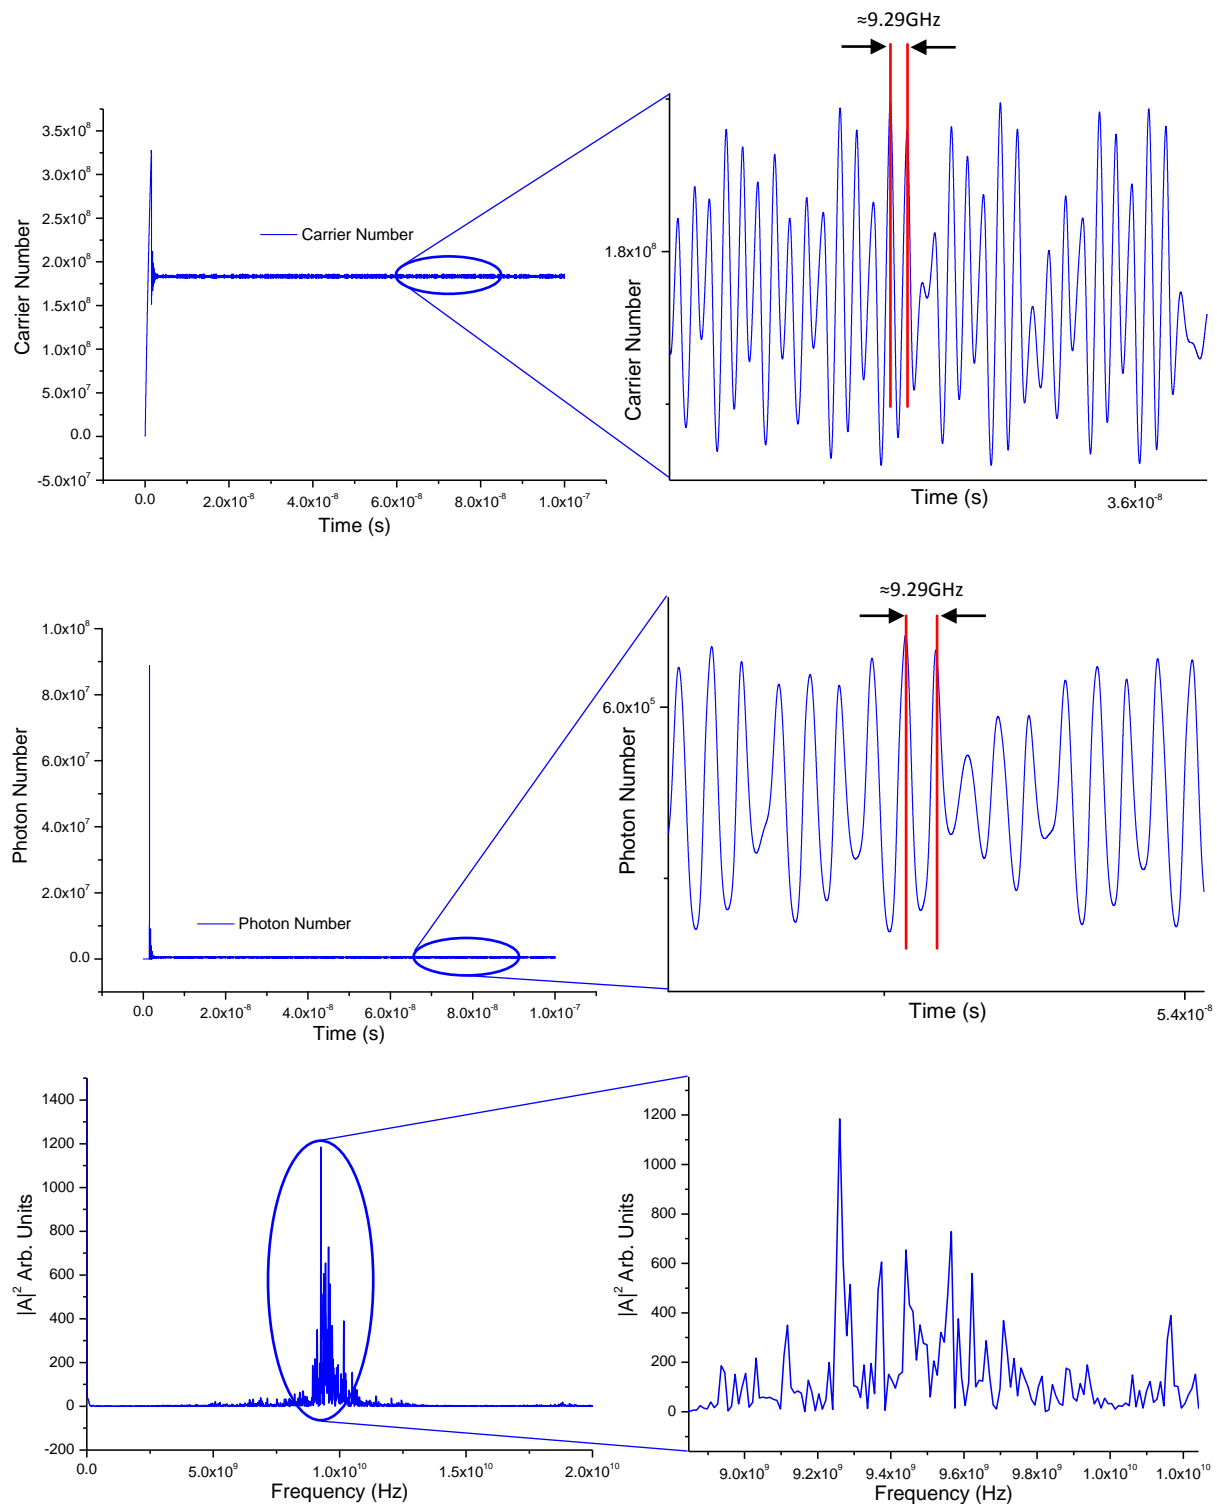 ≈9.29GHz
3.5x10⁸
3.0x10⁸
2.5x10⁸
2.0x10⁸
1.5x10⁸
1.0x10⁸
5.0x10⁷
0.0
-5.0x10⁷
Carrier Number
Carrier Number
0.0 2.0x10⁻⁸ 4.0x10⁻⁸ 6.0x10⁻⁸ 8.0x10⁻⁸ 1.0x10⁻⁷
Time (s)
1.8x10⁸
Carrier Number
3.6x10⁻⁸
Time (s)
≈9.29GHz
1.0x10⁸
8.0x10⁷
6.0x10⁷
4.0x10⁷
2.0x10⁷
0.0
Photon Number
Photon Number
0.0 2.0x10⁻⁸ 4.0x10⁻⁸ 6.0x10⁻⁸ 8.0x10⁻⁸ 1.0x10⁻⁷
Time (s)
6.0x10⁵
Photon Number
Time (s)
5.4x10⁻⁸
1400
1200
1000
800
600
400
200
0
-200
|A|² Arb. Units
0.0 5.0x10⁹ 1.0x10¹⁰ 1.5x10¹⁰ 2.0x10¹⁰
Frequency (Hz)
1200
1000
800
600
400
200
0
|A|² Arb. Units
9.0x10⁹ 9.2x10⁹ 9.4x10⁹ 9.6x10⁹ 9.8x10⁹ 1.0x10¹⁰ 1.0x10¹⁰
Frequency (Hz)